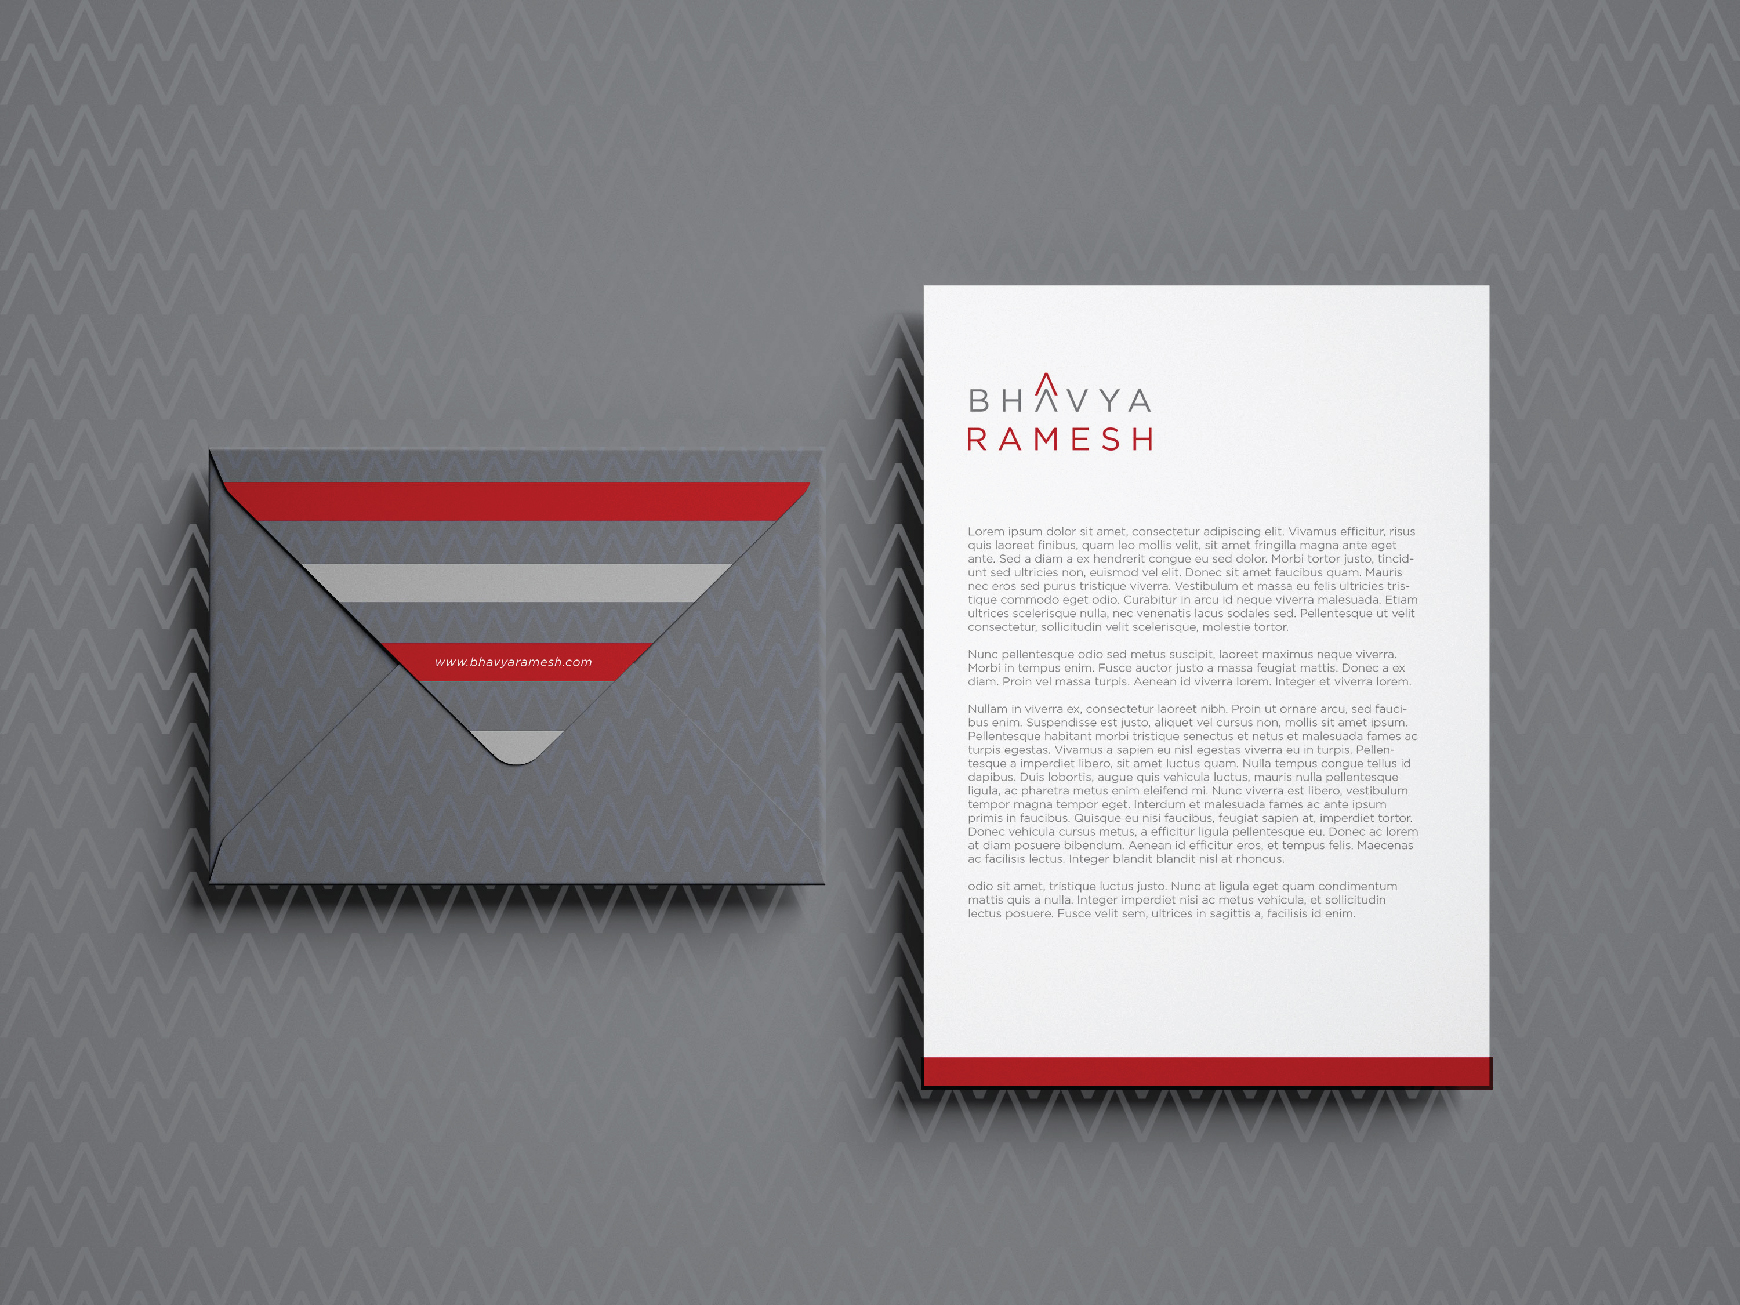 www.bhavyaramesh.com
BHAVYA
RAMESH
Lorem ipsum dolor sit amet, consectetur adipiscing elit. Vivamus efficitur, risus
quis laoreet finibus, quam leo mollis velit, sit amet fringilla magna ante eget
ante. Sed a diam a ex hendrerit congue eu sed dolor. Morbi tortor justo, tincid-
unt sed ultricies non, euismod vel elit. Donec sit amet faucibus quam. Mauris
nec eros sed purus tristique viverra. Vestibulum et massa eu felis ultricies tris-
tique commodo eget odio. Curabitur in arcu id neque viverra malesuada. Etiam
ultrices scelerisque nulla, nec venenatis lacus sodales sed. Pellentesque ut velit
consectetur, sollicitudin velit scelerisque, molestie tortor.
Nunc pellentesque odio sed metus suscipit, laoreet maximus neque viverra.
Morbi in tempus enim. Fusce auctor justo a massa feugiat mattis. Donec a ex
diam. Proin vel massa turpis. Aenean id viverra lorem. Integer et viverra lorem.
Nullam in viverra ex, consectetur laoreet nibh. Proin ut ornare arcu, sed fauci-
bus enim. Suspendisse est justo, aliquet vel cursus non, mollis sit amet ipsum.
Pellentesque habitant morbi tristique senectus et netus et malesuada fames ac
turpis egestas. Vivamus a sapien eu nisl egestas viverra eu in turpis. Pellen-
tesque a imperdiet libero, sit amet luctus quam. Nulla tempus congue tellus id
dapibus. Duis lobortis, augue quis vehicula luctus, mauris nulla pellentesque
ligula, ac pharetra metus enim eleifend mi. Nunc viverra est libero, vestibulum
tempor magna tempor eget. Interdum et malesuada fames ac ante ipsum
primis in faucibus. Quisque eu nisi faucibus, feugiat sapien at, imperdiet tortor.
Donec vehicula cursus metus, a efficitur ligula pellentesque eu. Donec ac lorem
at diam posuere bibendum. Aenean id efficitur eros, et tempus felis. Maecenas
ac facilisis lectus. Integer blandit blandit nisl at rhoncus.
odio sit amet, tristique luctus justo. Nunc at ligula eget quam condimentum
mattis quis a nulla. Integer imperdiet nisi ac metus vehicula, et sollicitudin
lectus posuere. Fusce velit sem, ultrices in sagittis a, facilisis id enim.